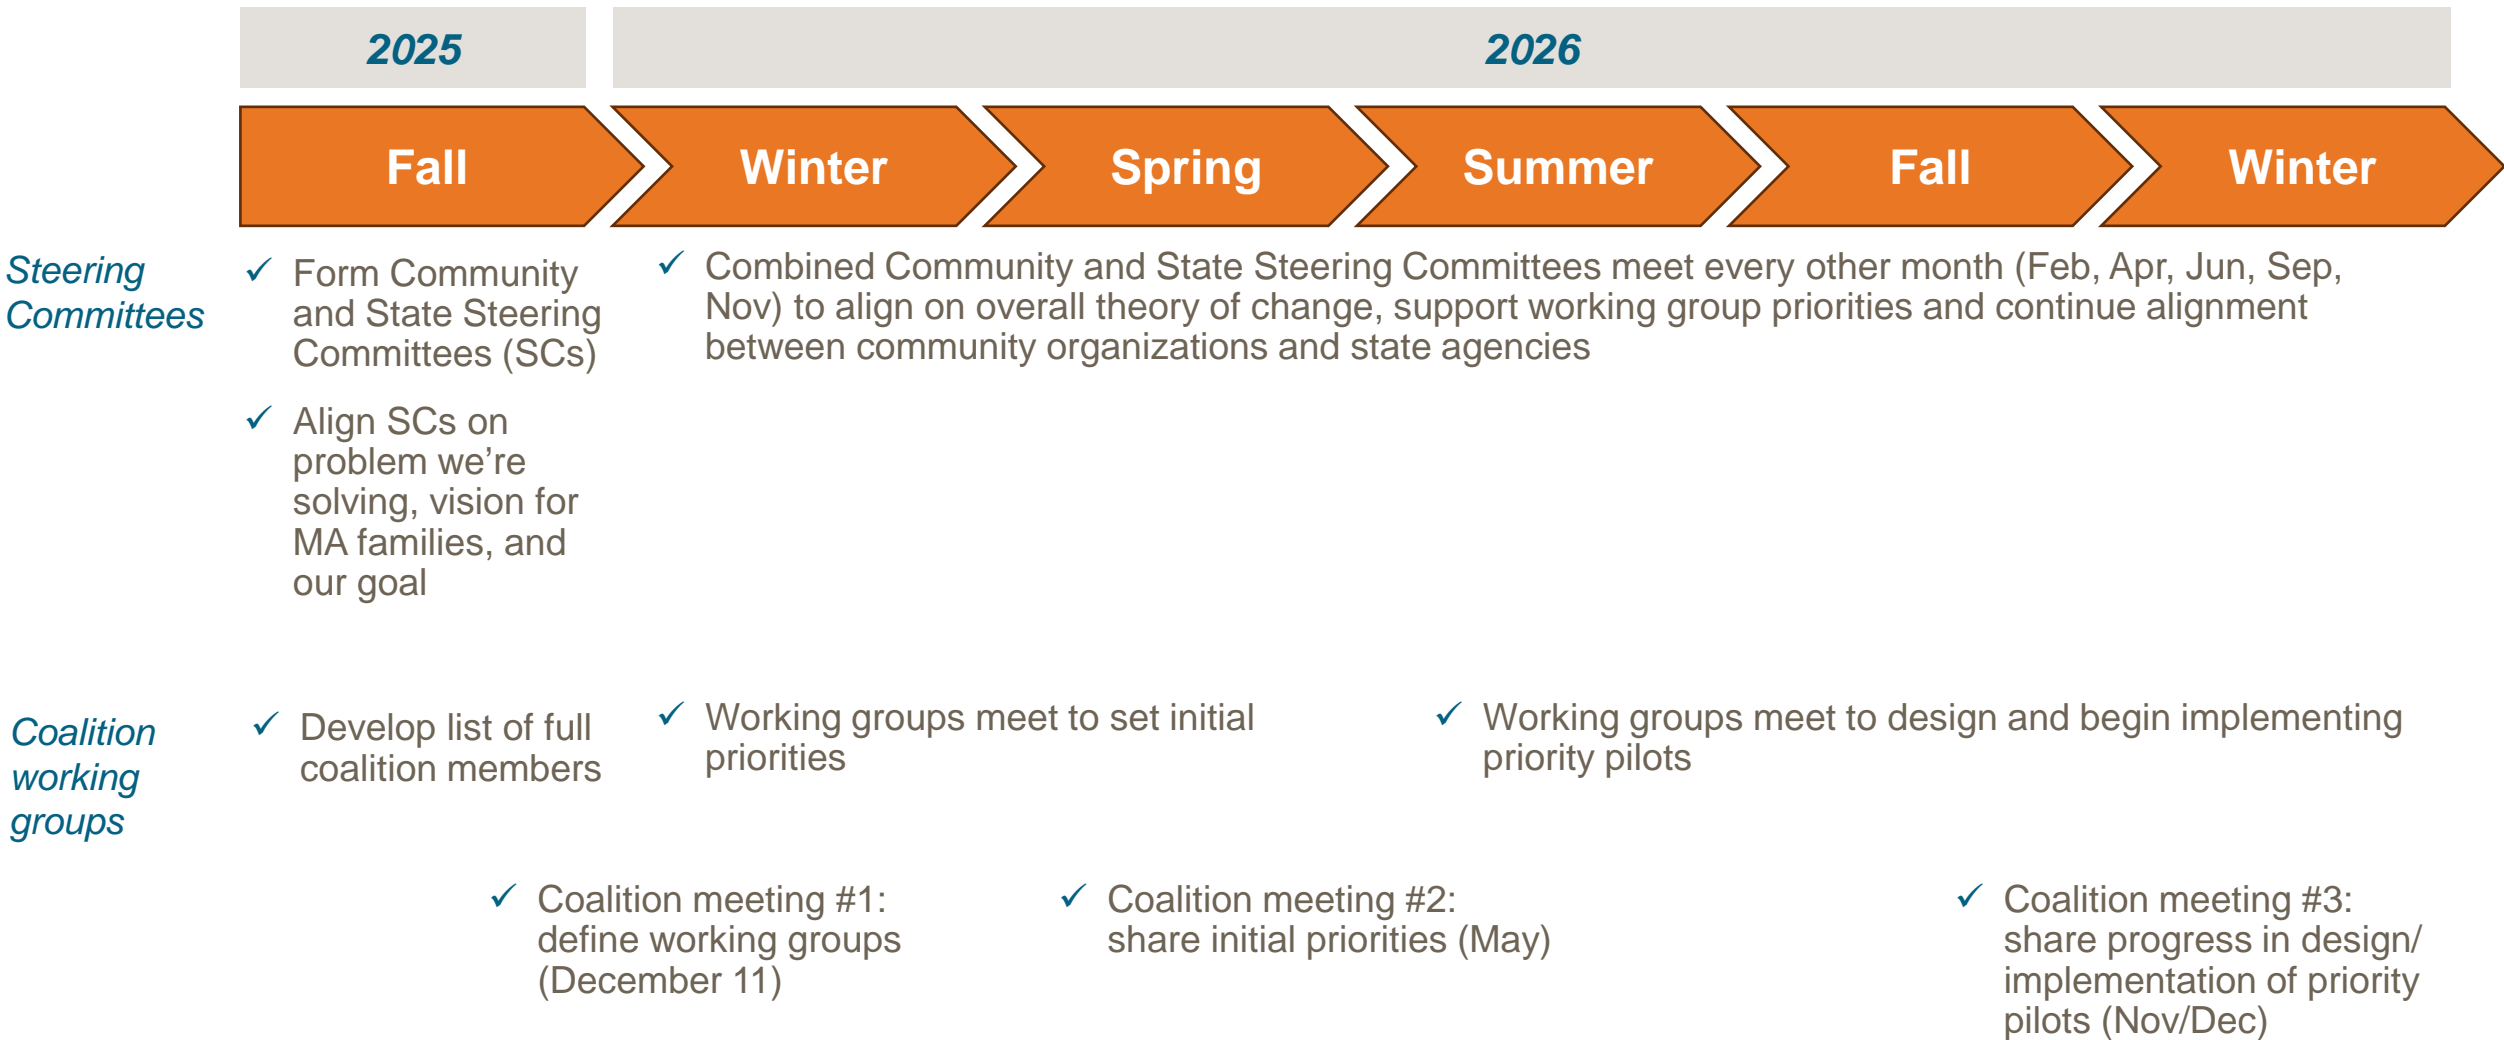 2025
2026
Fall
Winter
Spring
Summer
Fall
Winter
Steering
Committees
✓ Form Community
and State Steering
Committees (SCs)
✓ Align SCs on
problem we’re
solving, vision for
MA families, and
our goal
✓ Combined Community and State Steering Committees meet every other month (Feb, Apr, Jun, Sep,
Nov) to align on overall theory of change, support working group priorities and continue alignment
between community organizations and state agencies
Coalition
working
groups
✓ Develop list of full
coalition members
✓ Working groups meet to set initial
priorities
✓ Working groups meet to design and begin implementing
priority pilots
✓ Coalition meeting #1:
define working groups
(December 11)
✓ Coalition meeting #2:
share initial priorities (May)
✓ Coalition meeting #3:
share progress in design/
implementation of priority
pilots (Nov/Dec)